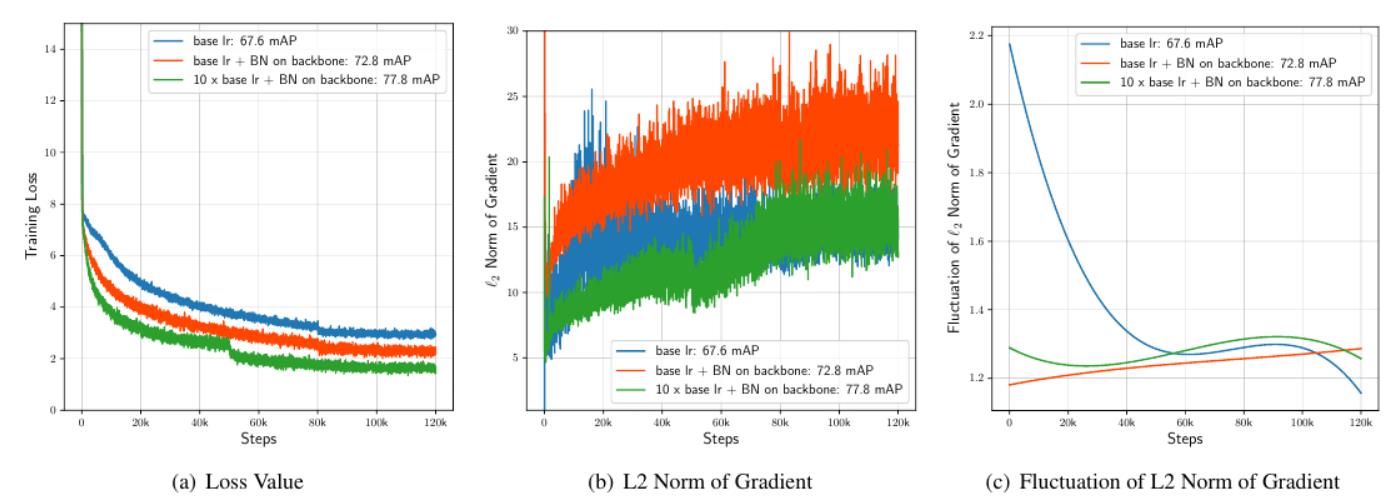 14
12
10
8
6
4
2
0
Training Loss
base lr: 67.6 mAP
base lr + BN on backbone: 72.8 mAP
10 x base lr + BN on backbone: 77.8 mAP
0 20k 40k 60k 80k 100k 120k
Steps
(a) Loss Value
30
25
20
15
10
5
ℓ2 Norm of Gradient
base lr: 67.6 mAP
base lr + BN on backbone: 72.8 mAP
10 x base lr + BN on backbone: 77.8 mAP
0 20k 40k 60k 80k 100k 120k
Steps
(b) L2 Norm of Gradient
2.2
2.0
1.8
1.6
1.4
1.2
Fluctuation of ℓ2 Norm of Gradient
base lr: 67.6 mAP
base lr + BN on backbone: 72.8 mAP
10 x base lr + BN on backbone: 77.8 mAP
0 20k 40k 60k 80k 100k 120k
Steps
(c) Fluctuation of L2 Norm of Gradient